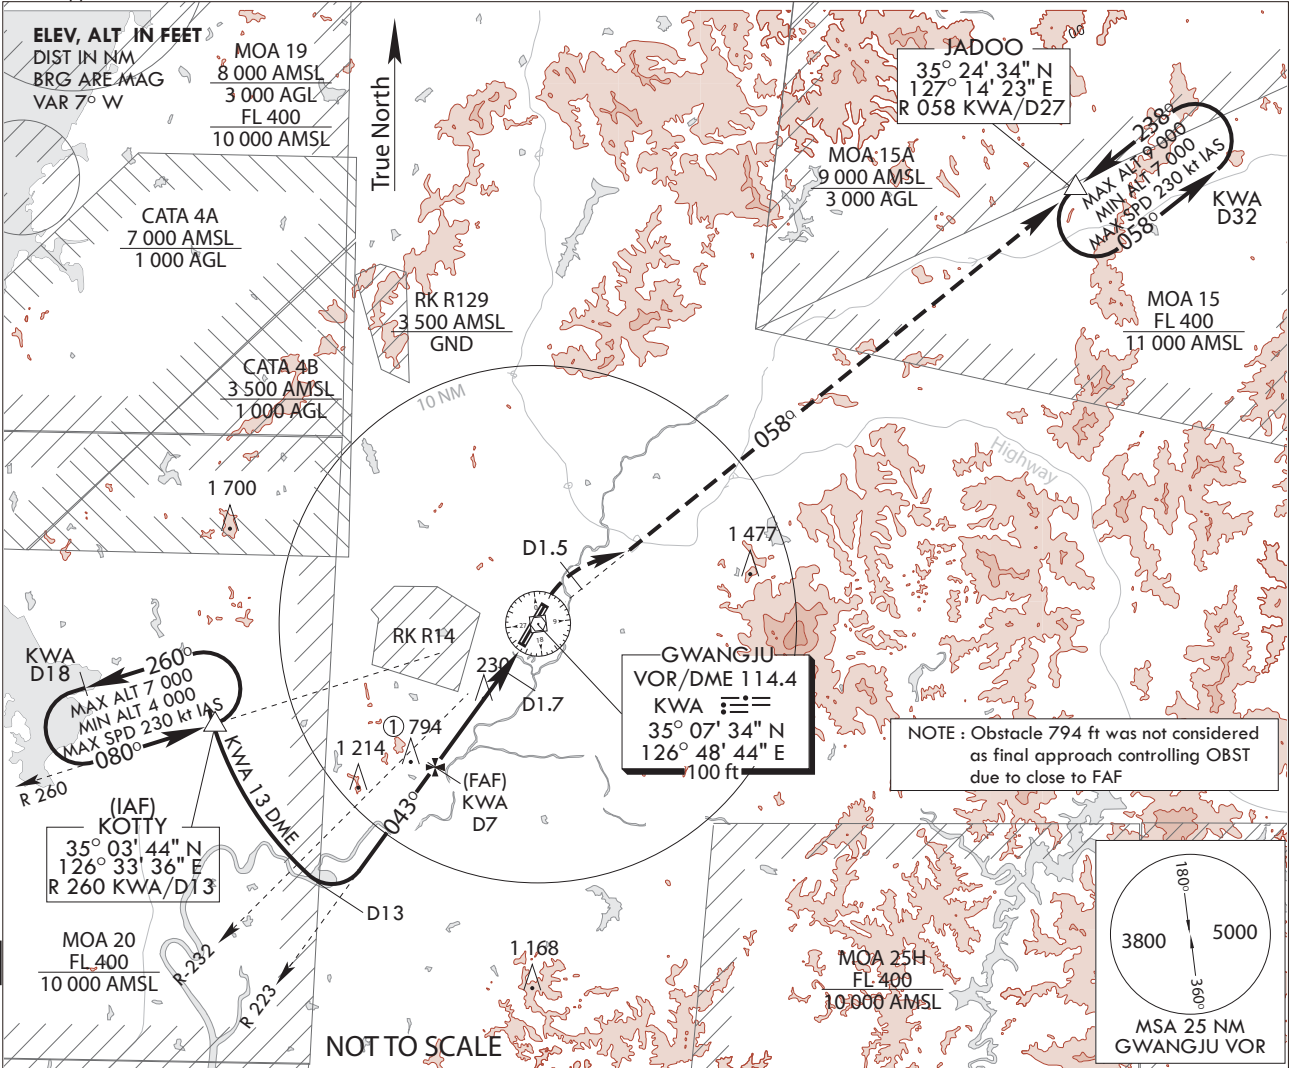 ELEV, ALT IN FEET
DIST IN NM
BRG ARE MAG
VAR 7° W
MOA 19
8 000 AMSL
3 000 AGL
FL 400
10 000 AMSL
True North
JADOO
35° 24' 34" N
127° 14' 23" E
R 058 KWA/D27
00
238°
MAX ALT 9 000
MIN ALT 7 000
MAX SPD 230 kt IAS
058°
KWA
D32
MOA 15A
9 000 AMSL
3 000 AGL
CATA 4A
7 000 AMSL
1 000 AGL
RK R129
3 500 AMSL
GND
MOA 15
FL 400
11 000 AMSL
CATA 4B
3 500 AMSL
1 000 AGL
10 NM
058°
Highway
1 700
D1.5
1 477
RK R14
27
9
18
KWA
D18
260°
MAX ALT 7 000
MIN ALT 4 000
MAX SPD 230 kt IAS
080°
R 260
230
D1.7
GWANGJU
VOR/DME 114.4
KWA
35° 07' 34" N
126° 48' 44" E
100 ft
NOTE : Obstacle 794 ft was not considered
as final approach controlling OBST
due to close to FAF
1 794
1 214
KWA 13 DME
043°
(FAF)
KWA
D7
(IAF)
KOTTY
35° 03' 44" N
126° 33' 36" E
R 260 KWA/D13
D13
MOA 20
FL 400
10 000 AMSL
R-232
R 223
1 168
MOA 25H
FL 400
10 000 AMSL
180°
3800
5000
360°
MSA 25 NM
GWANGJU VOR
NOT TO SCALE